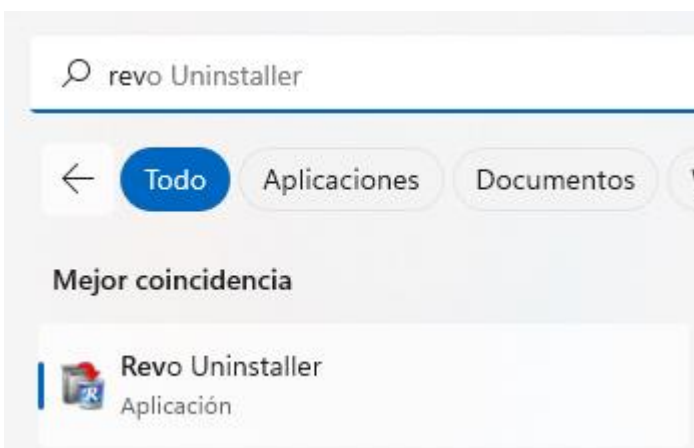 revo Uninstaller
Todo Aplicaciones Documentos
Mejor coincidencia
Revo Uninstaller
Aplicación